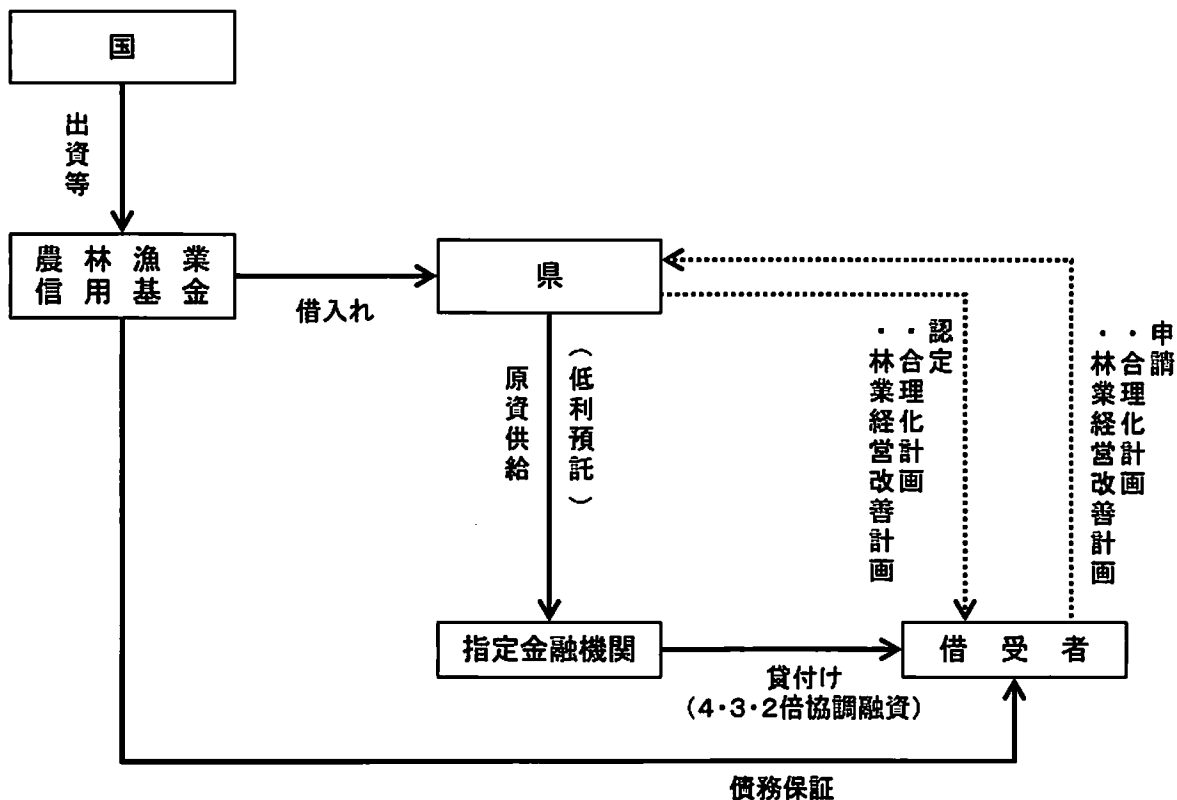 国
出資等
農林漁業
信用基金
借入れ
県
原資供給
（低利預託）
認定
・合理化計画
・林業経営改善計画
申請
・合理化計画
・林業経営改善計画
指定金融機関
貸付け
（4・3・2倍協調融資）
借受者
債務保証